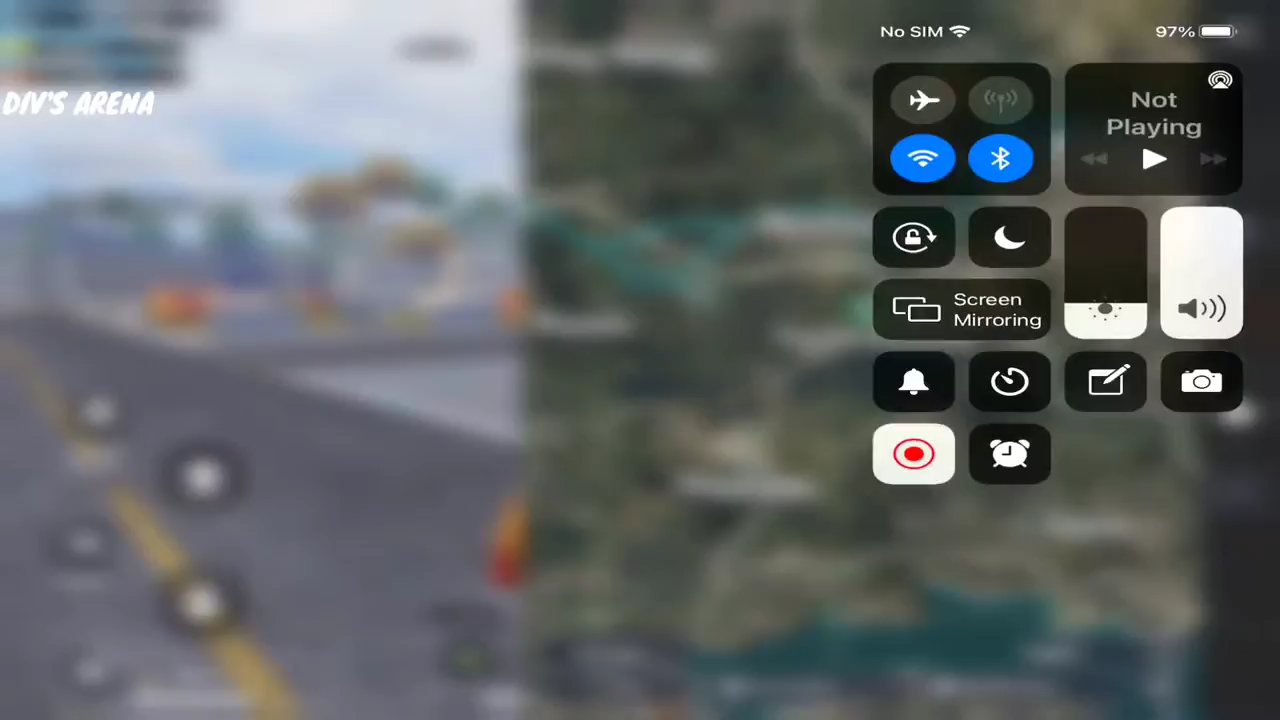 No SIM 97%
DIV'S ARENA
Not
Playing
Screen
Mirroring